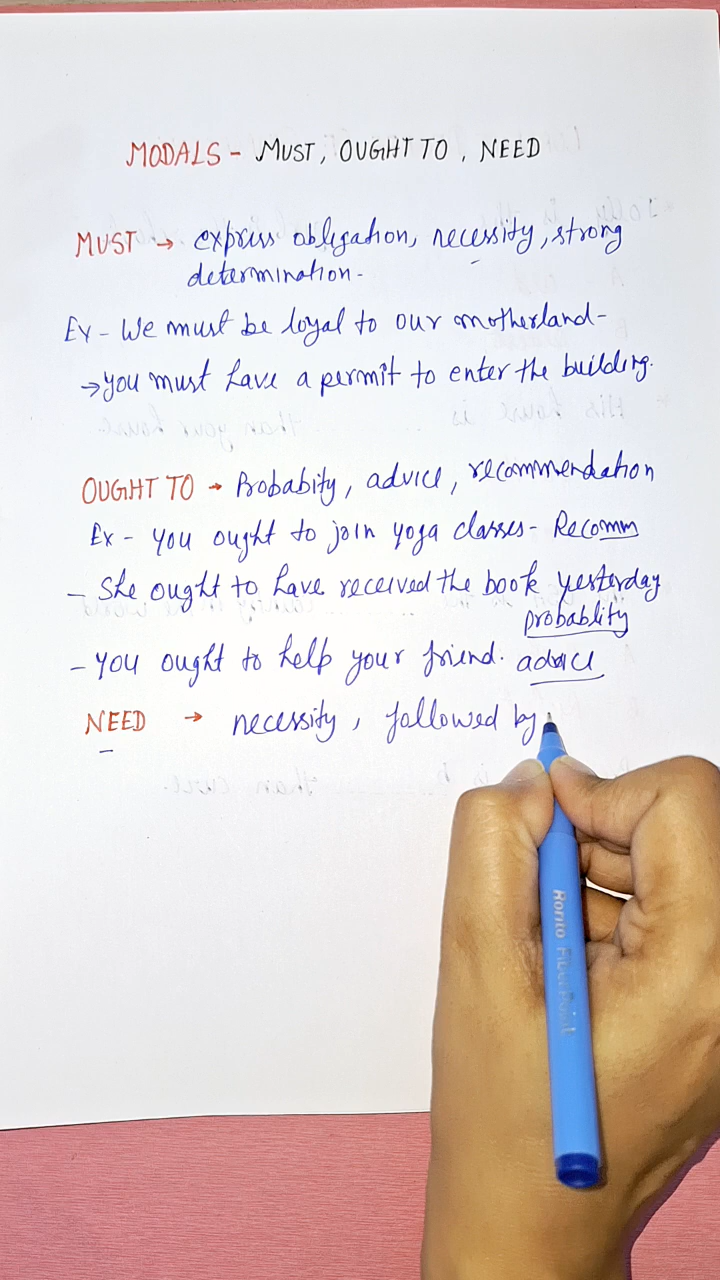 MODALS - MUST, OUGHT TO, NEED
MUST → express obligation, necessity, strong
determination-
Ex - We must be loyal to our motherland-
→ you must have a permit to enter the building.
OUGHT TO → Probabity, advice, recommendation
Ex - you ought to join yoga classes- Recomm
- She ought to have received the book yesterday
probablity
- you ought to help your friend. advice
NEED → necessity, followed by
Rorito FiberPoint